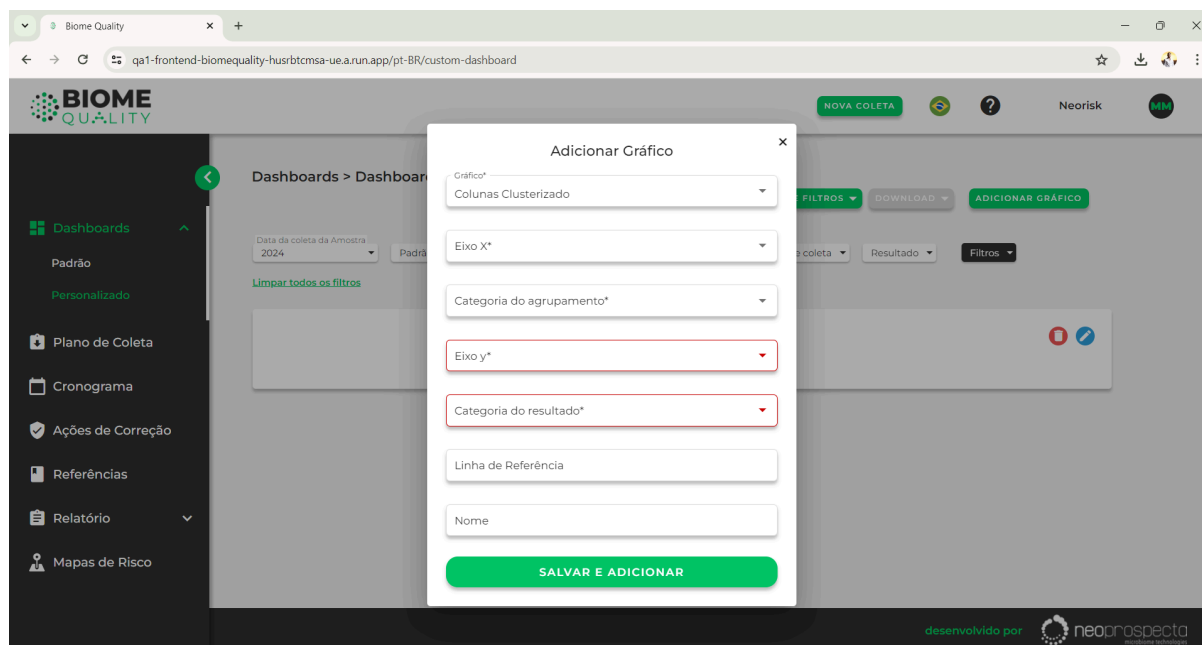 Biome Quality
qa1-frontend-biomequality-husrbtcmsa-ue.a.run.app/pt-BR/custom-dashboard
BIOME
QUALITY
NOVA COLETA
Neorisk
MM
Adicionar Gráfico
Dashboards > Dashboar
FILTROS
DOWNLOAD
ADICIONAR GRÁFICO
Gráfico*
Colunas Clusterizado
Dashboards
Padrão
Personalizado
Plano de Coleta
Cronograma
Ações de Correção
Referências
Relatório
Mapas de Risco
Data da coleta da Amostra
2024
Padrã
e coleta
Resultado
Filtros
Limpar todos os filtros
Eixo X*
Categoria do agrupamento*
Eixo y*
Categoria do resultado*
Linha de Referência
Nome
SALVAR E ADICIONAR
desenvolvido por
neoprospecta
microbiome technologies